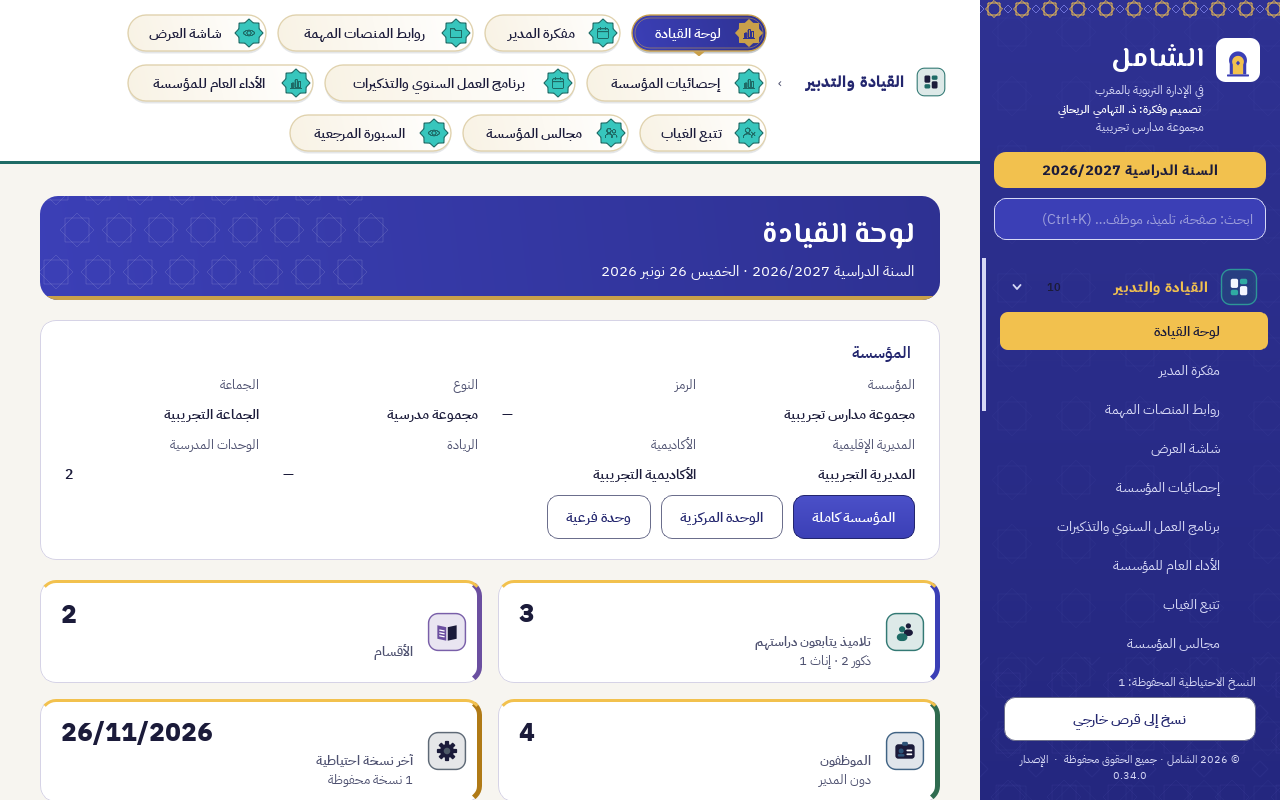 الشامل
في الإدارة التربوية بالمغرب
تصميم وفكرة: ذ. التهامي الريحاني
مجموعة مدارس تجريبية
السنة الدراسية 2026/2027
ابحث: صفحة، تلميذ، موظف... (Ctrl+K)
القيادة والتدبير
10
لوحة القيادة
مفكرة المدير
روابط المنصات المهمة
شاشة العرض
إحصائيات المؤسسة
برنامج العمل السنوي والتذكيرات
الأداء العام للمؤسسة
تتبع الغياب
مجالس المؤسسة
النسخ الاحتياطية المحفوظة: 1
نسخ إلى قرص خارجي
© 2026 الشامل · جميع الحقوق محفوظة · الإصدار
0.34.0
القيادة والتدبير ‹
لوحة القيادة
مفكرة المدير
روابط المنصات المهمة
شاشة العرض
إحصائيات المؤسسة
برنامج العمل السنوي والتذكيرات
الأداء العام للمؤسسة
تتبع الغياب
مجالس المؤسسة
السبورة المرجعية
لوحة القيادة
السنة الدراسية 2026/2027 · الخميس 26 نونبر 2026
المؤسسة
المؤسسة
الرمز
النوع
الجماعة
مجموعة مدارس تجريبية
—
مجموعة مدرسية
الجماعة التجريبية
المديرية الإقليمية
الأكاديمية
الريادة
الوحدات المدرسية
المديرية التجريبية
الأكاديمية التجريبية
—
2
المؤسسة كاملة
الوحدة المركزية
وحدة فرعية
3
تلاميذ يتابعون دراستهم
ذكور 2 · إناث 1
2
الأقسام
4
الموظفون
دون المدير
26/11/2026
آخر نسخة احتياطية
1 نسخة محفوظة